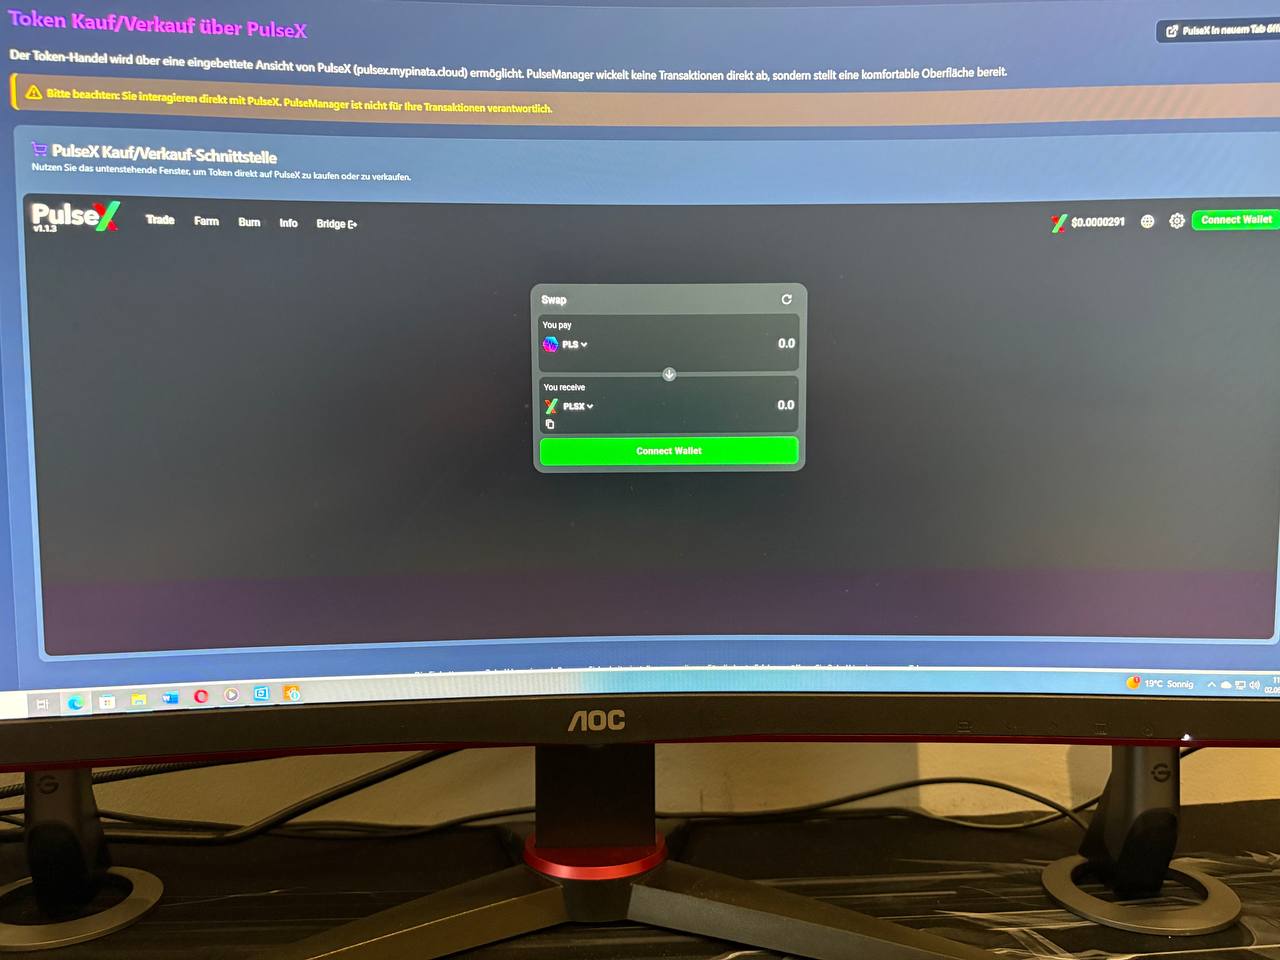 Token Kauf/Verkauf über PulseX
PulseX in neuem Tab
Der Token-Handel wird über eine eingebettete Ansicht von PulseX (pulsex.mypinata.cloud) ermöglicht. PulseManager wickelt keine Transaktionen direkt ab, sondern stellt eine komfortable Oberfläche bereit.
Bitte beachten: Sie interagieren direkt mit PulseX. PulseManager ist nicht für Ihre Transaktionen verantwortlich.
PulseX Kauf/Verkauf-Schnittstelle
Nutzen Sie das untenstehende Fenster, um Token direkt auf PulseX zu kaufen oder zu verkaufen.
PulseX Trade Farm Burn Info Bridge $0.0000291 Connect Wallet
v1.1.3
Swap
You pay
PLS 0.0
You receive
PLSX 0.0
Connect Wallet
19°C Sonnig
AOC